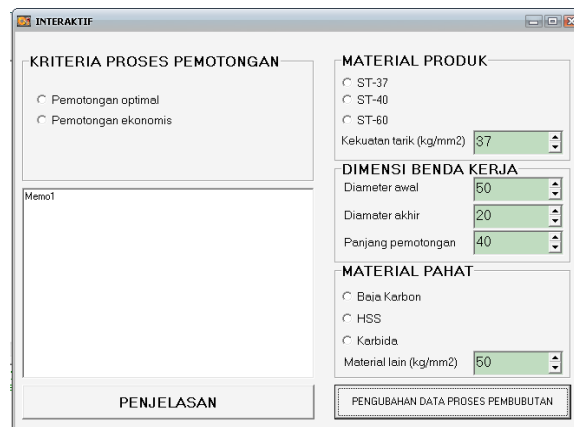 INTERAKTIF
KRITERIA PROSES PEMOTONGAN
Pemotongan optimal
Pemotongan ekonomis
Memo1
PENJELASAN
MATERIAL PRODUK
ST-37
ST-40
ST-60
Kekuatan tarik (kg/mm2) 37
DIMENSI BENDA KERJA
Diameter awal 50
Diamater akhir 20
Panjang pemotongan 40
MATERIAL PAHAT
Baja Karbon
HSS
Karbida
Material lain (kg/mm2) 50
PENGUBAHAN DATA PROSES PEMBUBUTAN